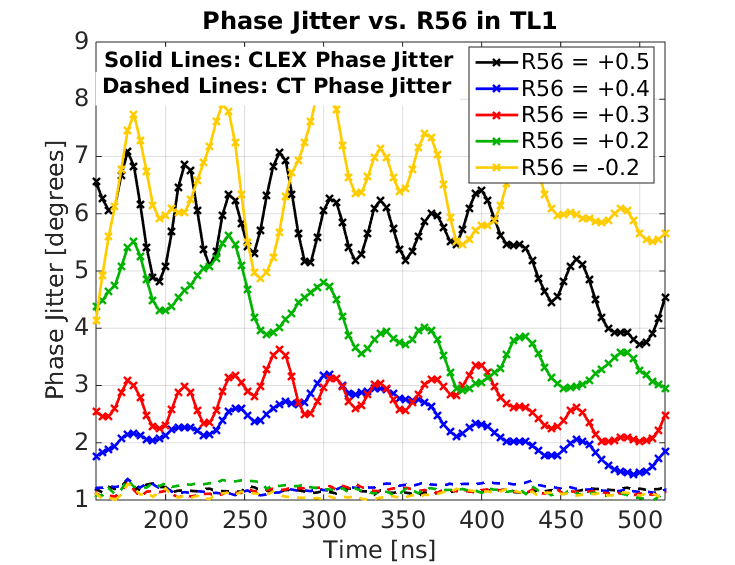 Phase Jitter vs. R56 in TL1
Solid Lines: CLEX Phase Jitter
Dashed Lines: CT Phase Jitter
R56 = +0.5
R56 = +0.4
R56 = +0.3
R56 = +0.2
R56 = -0.2
Phase Jitter [degrees]
9
8
7
6
5
4
3
2
1
200 250 300 350 400 450 500
Time [ns]